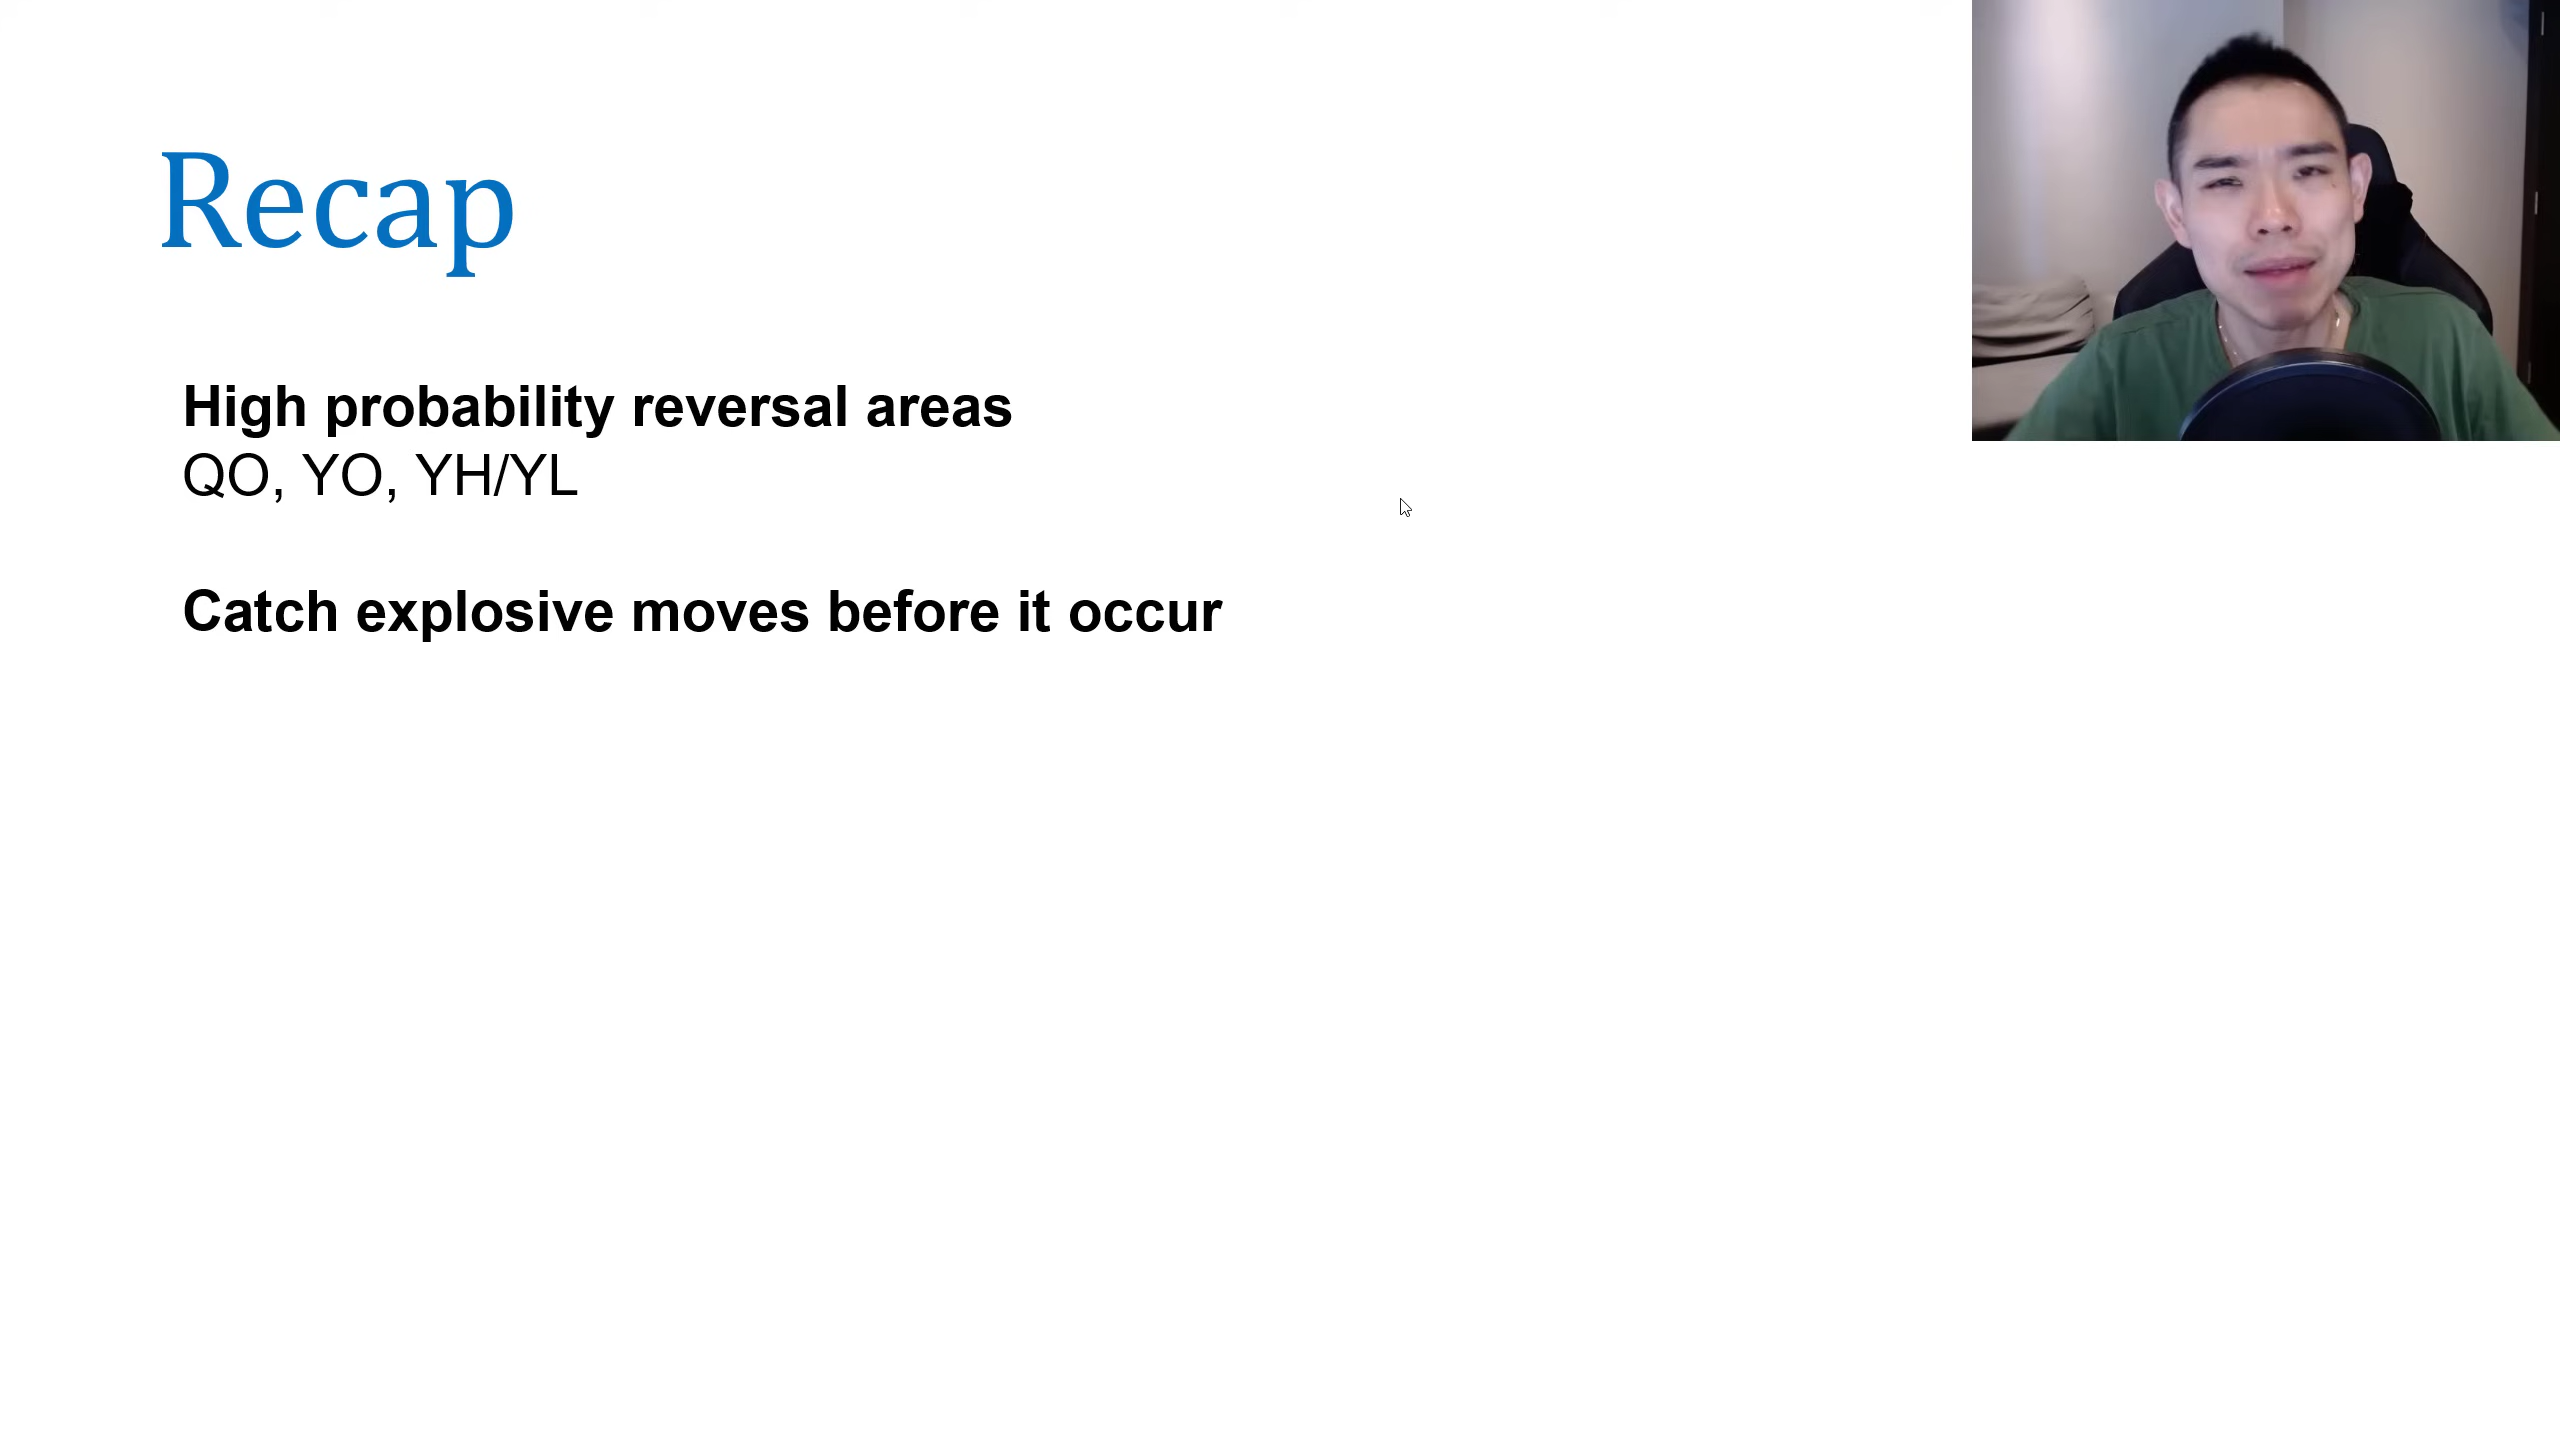 Recap
High probability reversal areas
QO, YO, YH/YL
Catch explosive moves before it occur